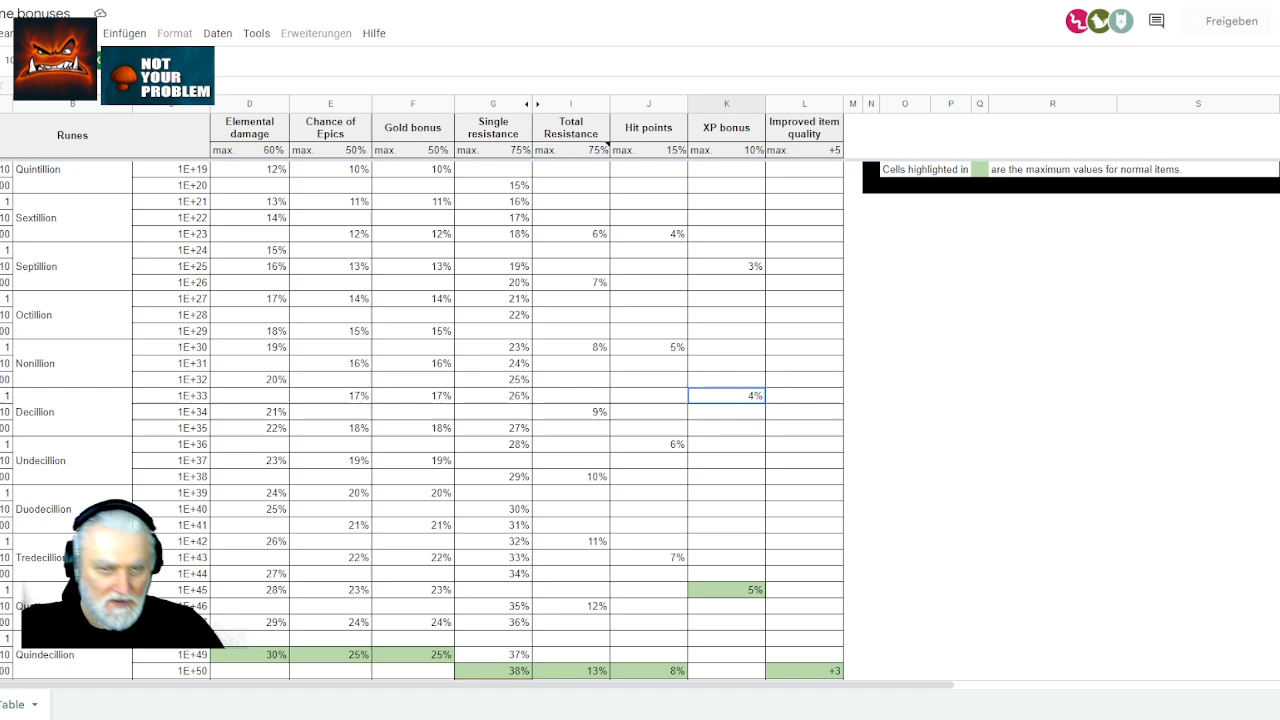 ne bonuses
Einfügen Format Daten Tools Erweiterungen Hilfe Freigeben
NOT
YOUR
PROBLEM
B D E F G I J K L M N O P Q R S
Runes Elemental damage Chance of Epics Gold bonus Single resistance Total Resistance Hit points XP bonus Improved item quality
max. 60% max. 50% max. 50% max. 75% max. 75% max. 15% max. 10% max. +5
10 Quintillion 1E+19 12% 10% 10% Cells highlighted in are the maximum values for normal items.
00 1E+20 15%
1 1E+21 13% 11% 11% 16%
10 Sextillion 1E+22 14% 17%
00 1E+23 12% 12% 18% 6% 4%
1 1E+24 15%
10 Septillion 1E+25 16% 13% 13% 19% 3%
00 1E+26 20% 7%
1 1E+27 17% 14% 14% 21%
10 Octillion 1E+28 22%
00 1E+29 18% 15% 15%
1 1E+30 19% 23% 8% 5%
10 Nonillion 1E+31 16% 16% 24%
00 1E+32 20% 25%
1 1E+33 17% 17% 26% 4%
10 Decillion 1E+34 21% 9%
00 1E+35 22% 18% 18% 27%
1 1E+36 28% 6%
10 Undecillion 1E+37 23% 19% 19%
00 1E+38 29% 10%
1 1E+39 24% 20% 20%
10 Duodecillion 1E+40 25% 30%
00 1E+41 21% 21% 31%
1 1E+42 26% 32% 11%
10 Tredecillion 1E+43 22% 22% 33% 7%
00 1E+44 27% 34%
1 1E+45 28% 23% 23% 5%
10 1E+46 35% 12%
00 29% 24% 24% 36%
1
10 Quindecillion 1E+49 30% 25% 25% 37%
00 1E+50 38% 13% 8% +3
Table